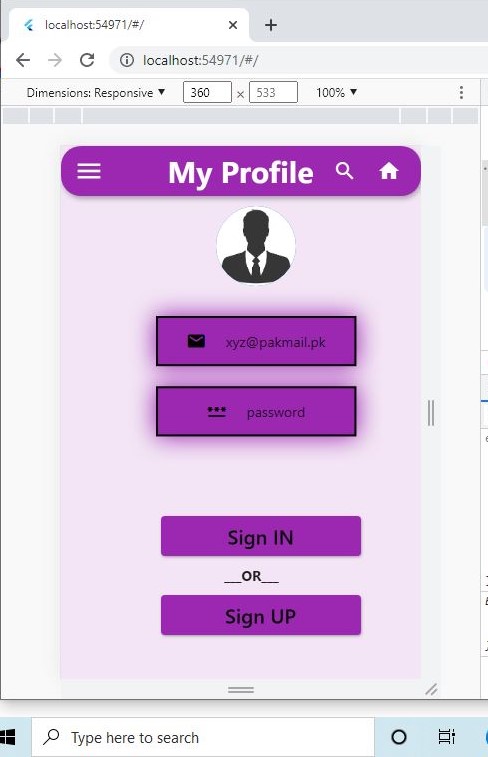 localhost:54971/#/
localhost:54971/#/
Dimensions: Responsive ▼ 360 × 533 100% ▼
My Profile
xyz@pakmail.pk
password
Sign IN
___OR___
Sign UP
Type here to search